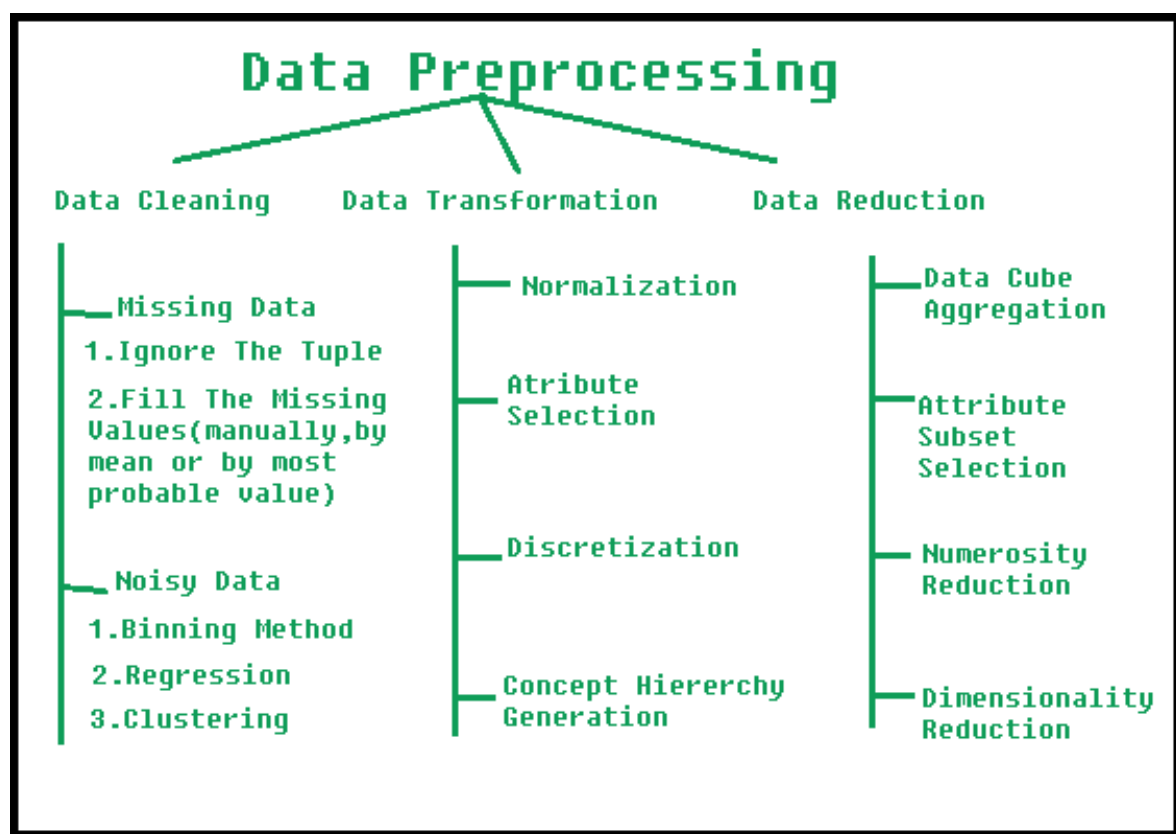 Data Preprocessing
Data Cleaning
Missing Data
1.Ignore The Tuple
2.Fill The Missing
Values(manually,by
mean or by most
probable value)
Noisy Data
1.Binning Method
2.Regression
3.Clustering
Data Transformation
Normalization
Atribute
Selection
Discretization
Concept Hiererchy
Generation
Data Reduction
Data Cube
Aggregation
Attribute
Subset
Selection
Numerosity
Reduction
Dimensionality
Reduction